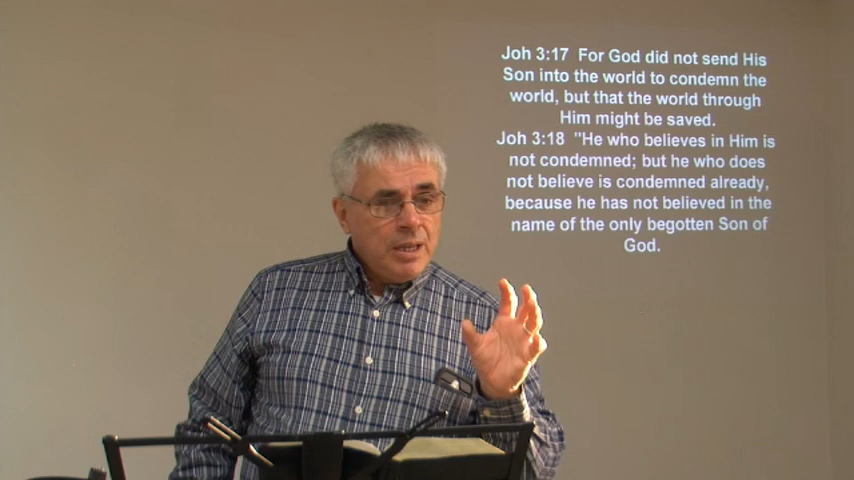 Joh 3:17 For God did not send His
Son into the world to condemn the
world, but that the world through
Him might be saved.
Joh 3:18 "He who believes in Him is
not condemned; but he who does
not believe is condemned already,
because he has not believed in the
name of the only begotten Son of
God.